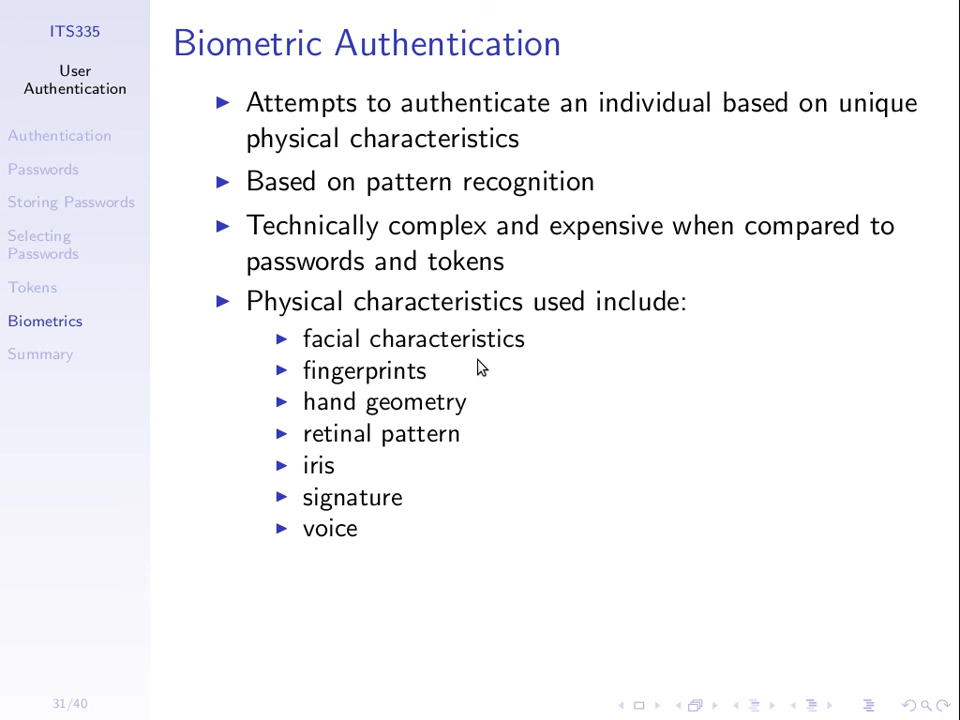 ITS335
User
Authentication
Authentication
Passwords
Storing Passwords
Selecting
Passwords
Tokens
Biometrics
Summary
31/40
Biometric Authentication
Attempts to authenticate an individual based on unique
physical characteristics
Based on pattern recognition
Technically complex and expensive when compared to
passwords and tokens
Physical characteristics used include:
facial characteristics
fingerprints
hand geometry
retinal pattern
iris
signature
voice